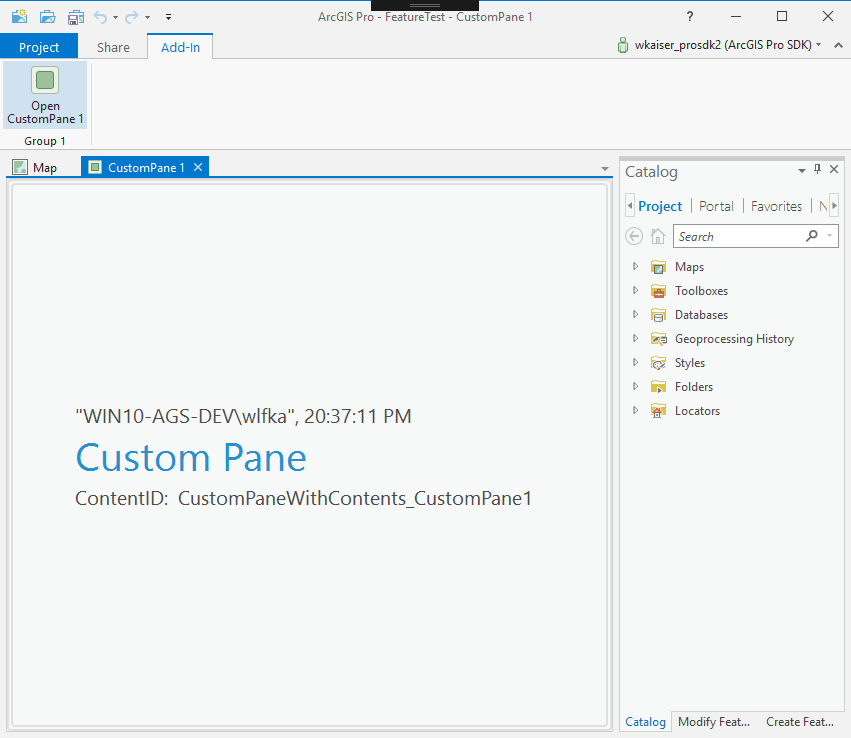 ArcGIS Pro - FeatureTest - CustomPane 1
?
Project
Share
Add-In
wkaiser_prosdk2 (ArcGIS Pro SDK)
Open
CustomPane 1
Group 1
Map
CustomPane 1
"WIN10-AGS-DEV\wlfka", 20:37:11 PM
Custom Pane
ContentID: CustomPaneWithContents_CustomPane1
Catalog
Project
Portal
Favorites
N
Search
Maps
Toolboxes
Databases
Geoprocessing History
Styles
Folders
Locators
Catalog
Modify Feat...
Create Feat...